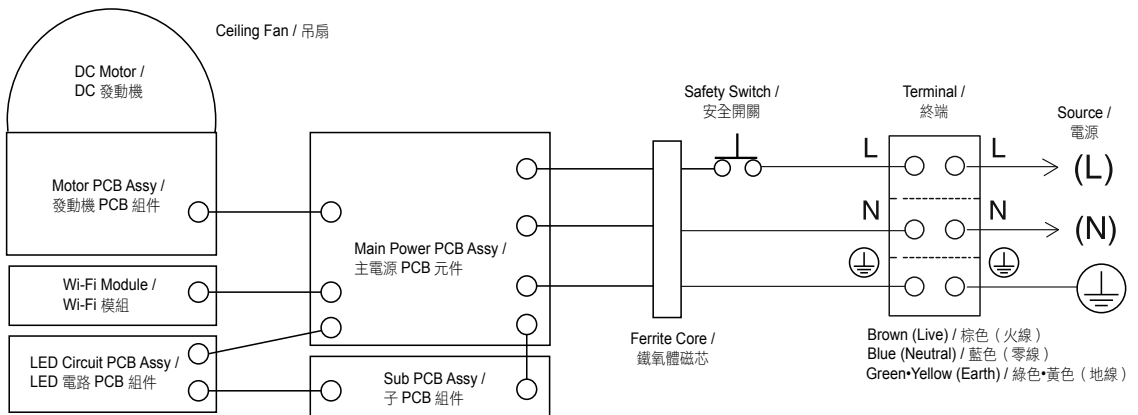 Ceiling Fan / 吊扇
DC Motor /
DC 發動機
Motor PCB Assy /
發動機 PCB 組件
Wi-Fi Module /
Wi-Fi 模組
LED Circuit PCB Assy /
LED 電路 PCB 組件
Main Power PCB Assy /
主電源 PCB 元件
Sub PCB Assy /
子 PCB 組件
Ferrite Core /
鐵氧體磁芯
Safety Switch /
安全開關
Terminal /
終端
Source /
電源
L
L
(L)
N
N
(N)
Brown (Live) / 棕色（火線）
Blue (Neutral) / 藍色（零線）
Green•Yellow (Earth) / 綠色•黃色（地線）